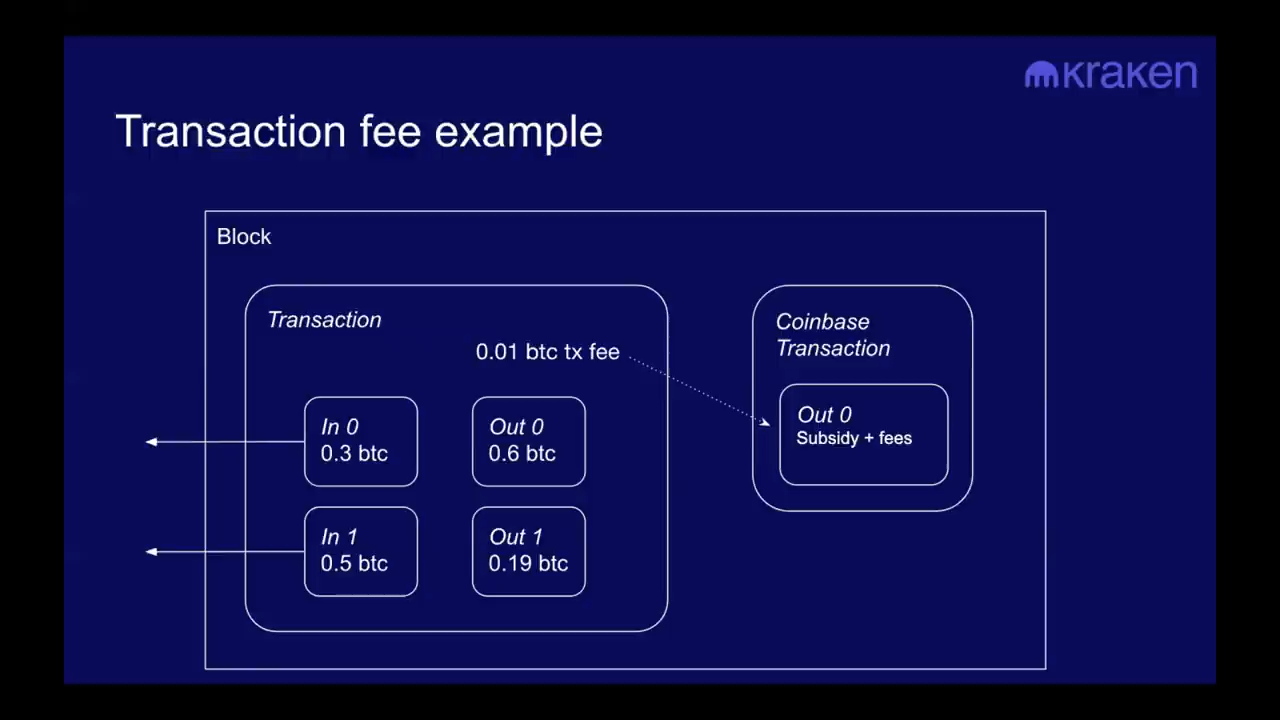 kraken
Transaction fee example
Block
Transaction
0.01 btc tx fee
In 0
0.3 btc
Out 0
0.6 btc
In 1
0.5 btc
Out 1
0.19 btc
Coinbase
Transaction
Out 0
Subsidy + fees